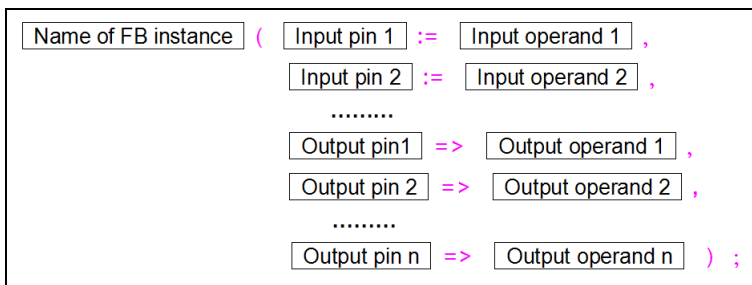 Name of FB instance ( Input pin 1 := Input operand 1 ,
Input pin 2 := Input operand 2 ,
.........
Output pin1 => Output operand 1 ,
Output pin 2 => Output operand 2 ,
.........
Output pin n => Output operand n ) ;